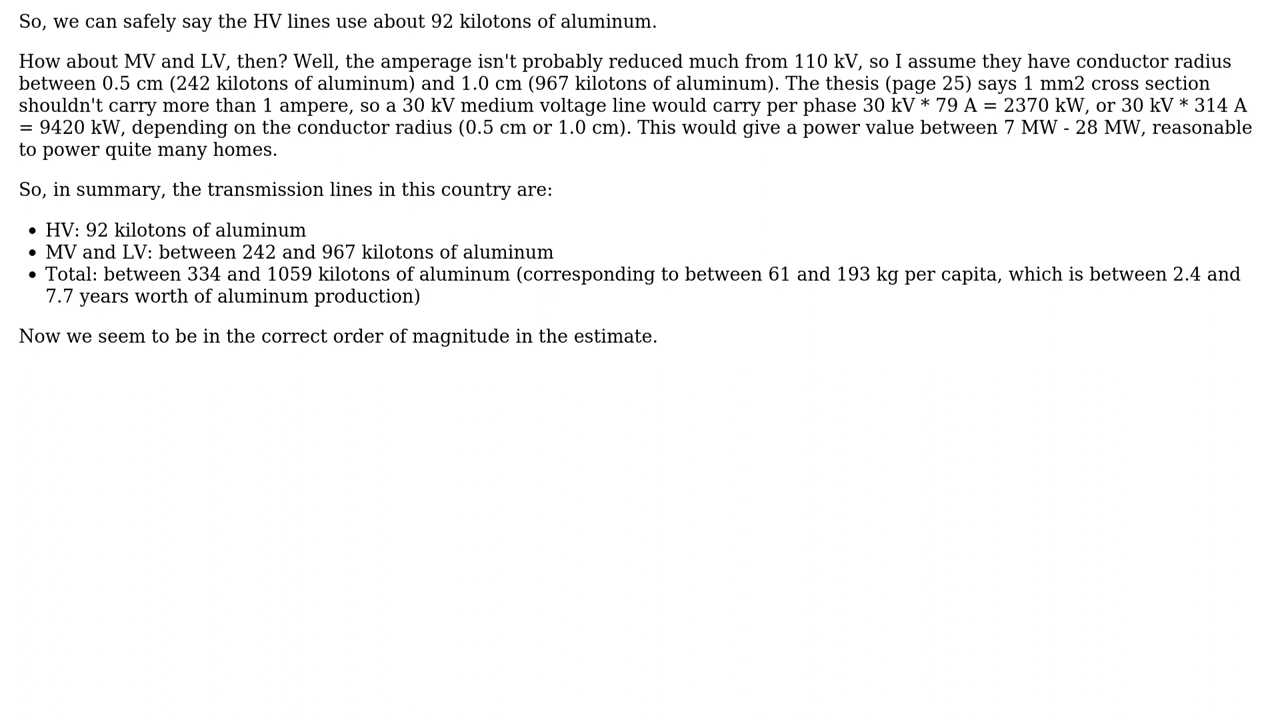 So, we can safely say the HV lines use about 92 kilotons of aluminum.
How about MV and LV, then? Well, the amperage isn't probably reduced much from 110 kV, so I assume they have conductor radius
between 0.5 cm (242 kilotons of aluminum) and 1.0 cm (967 kilotons of aluminum). The thesis (page 25) says 1 mm2 cross section
shouldn't carry more than 1 ampere, so a 30 kV medium voltage line would carry per phase 30 kV * 79 A = 2370 kW, or 30 kV * 314 A
= 9420 kW, depending on the conductor radius (0.5 cm or 1.0 cm). This would give a power value between 7 MW - 28 MW, reasonable
to power quite many homes.
So, in summary, the transmission lines in this country are:
• HV: 92 kilotons of aluminum
• MV and LV: between 242 and 967 kilotons of aluminum
• Total: between 334 and 1059 kilotons of aluminum (corresponding to between 61 and 193 kg per capita, which is between 2.4 and
7.7 years worth of aluminum production)
Now we seem to be in the correct order of magnitude in the estimate.